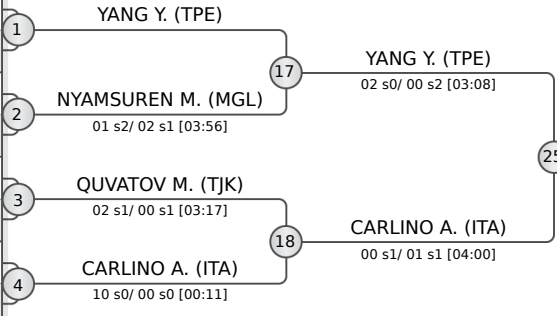 YANG Y. (TPE)
1
17
YANG Y. (TPE)
02 s0/ 00 s2 [03:08]
NYAMSUREN M. (MGL)
2
01 s2/ 02 s1 [03:56]
25
QUVATOV M. (TJK)
3
02 s1/ 00 s1 [03:17]
18
CARLINO A. (ITA)
00 s1/ 01 s1 [04:00]
CARLINO A. (ITA)
4
10 s0/ 00 s0 [00:11]